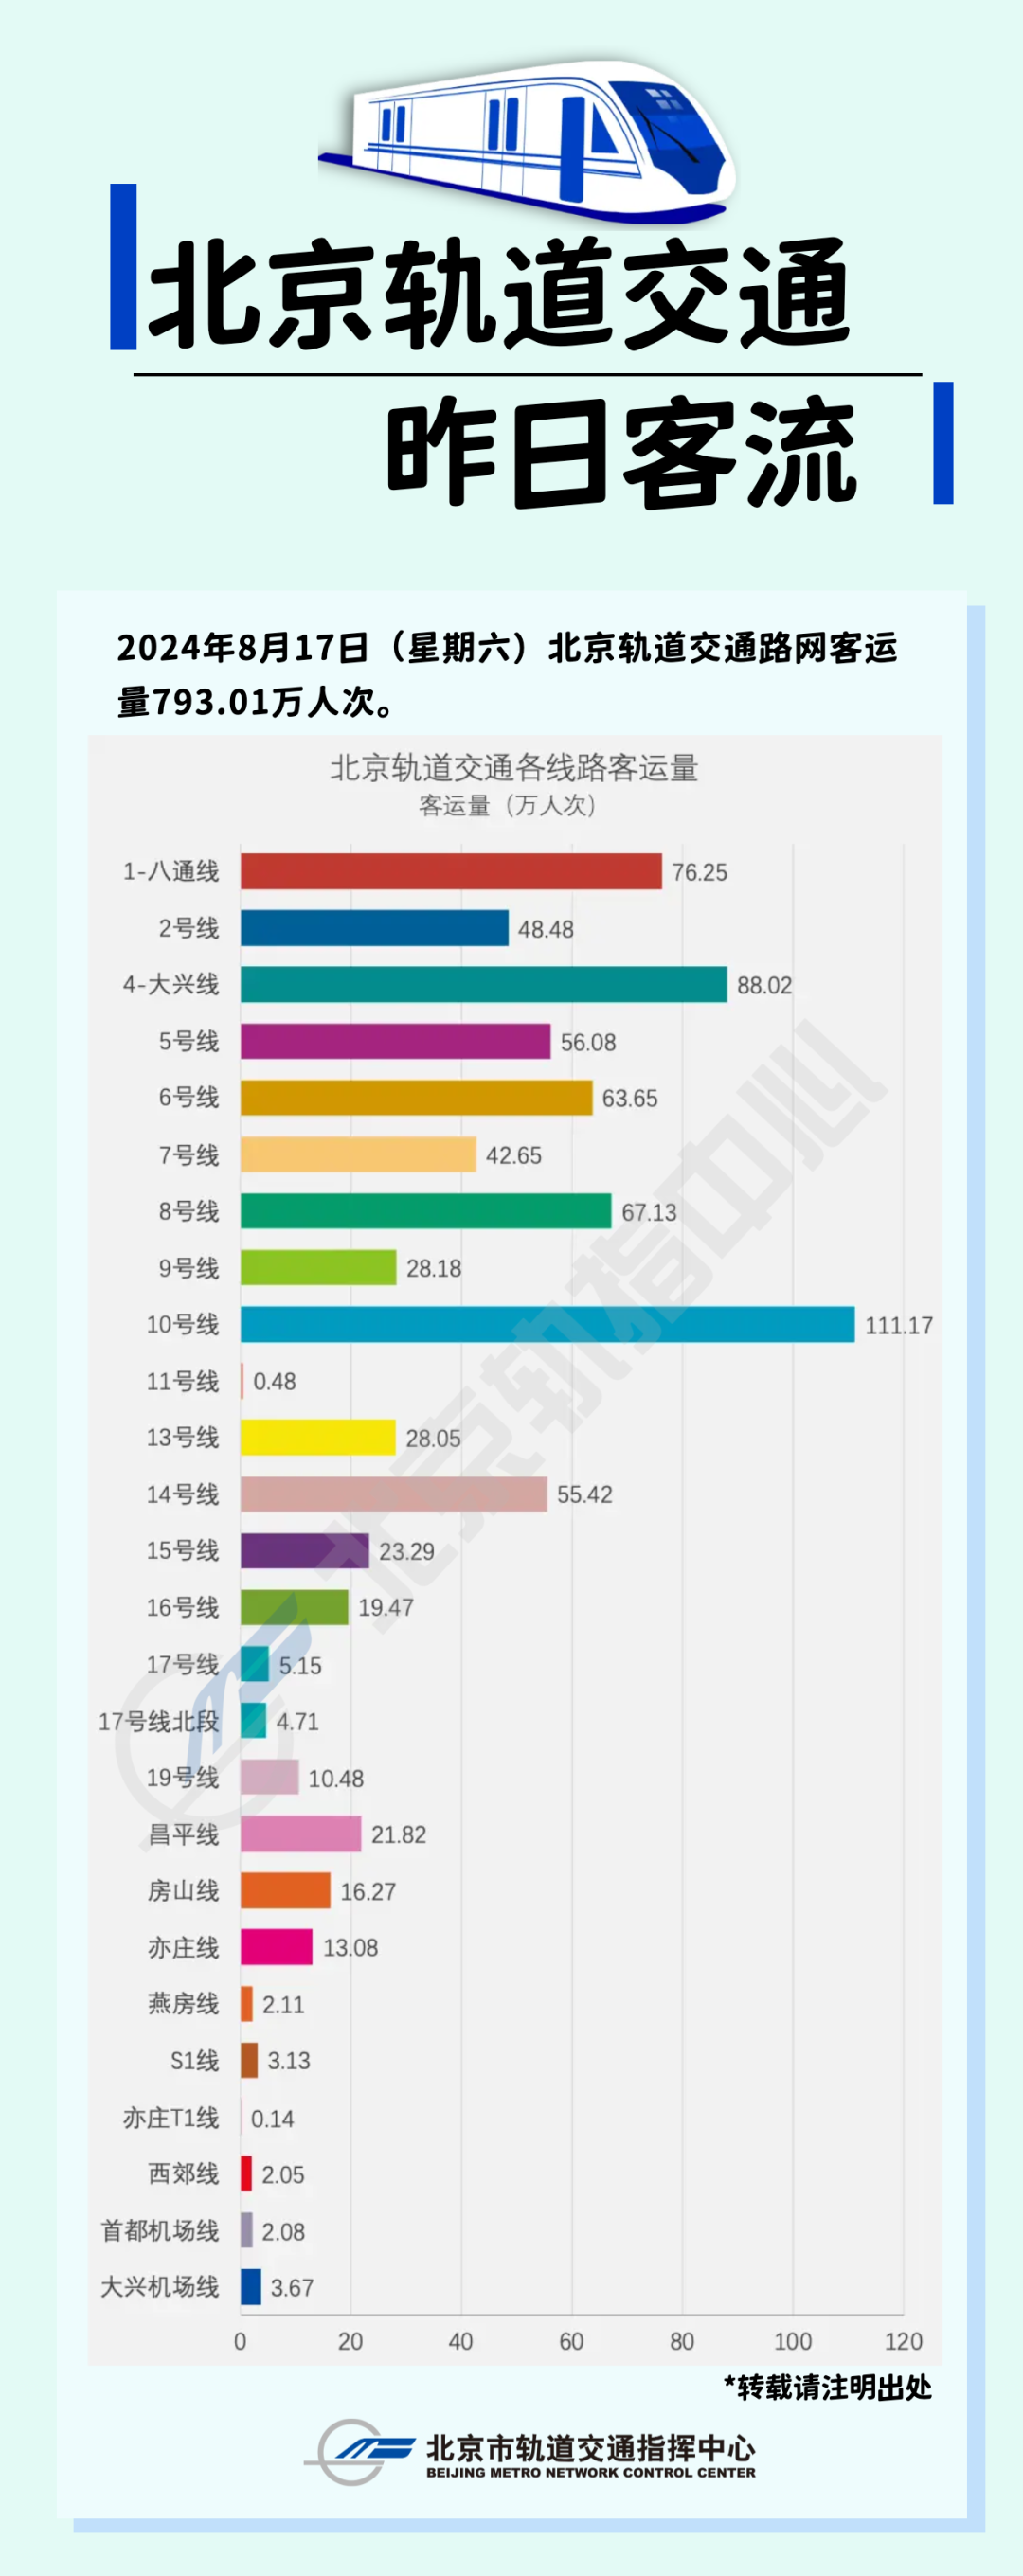 北京轨道交通
昨日客流
2024年8月17日（星期六）北京轨道交通路网客运
量793.01万人次。
北京轨道交通各线路客运量
客运量（万人次）
1-八通线 76.25
2号线 48.48
4-大兴线 88.02
5号线 56.08
6号线 63.65
7号线 42.65
8号线 67.13
9号线 28.18
10号线 111.17
11号线 0.48
13号线 28.05
14号线 55.42
15号线 23.29
16号线 19.47
17号线 5.15
17号线北段 4.71
19号线 10.48
昌平线 21.82
房山线 16.27
亦庄线 13.08
燕房线 2.11
S1线 3.13
亦庄T1线 0.14
西郊线 2.05
首都机场线 2.08
大兴机场线 3.67
0 20 40 60 80 100 120
北京轨指中心
*转载请注明出处
北京市轨道交通指挥中心
BEIJING METRO NETWORK CONTROL CENTER